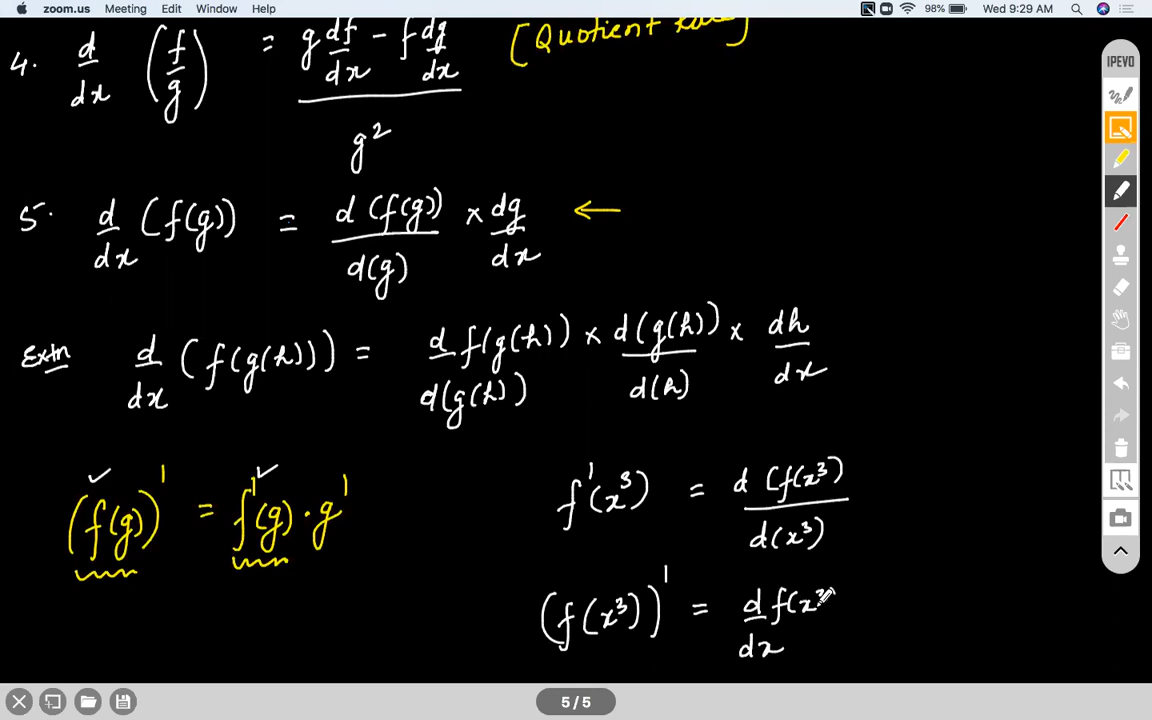 zoom.us Meeting Edit Window Help 98% Wed 9:29 AM
4. d/dx (f/g) = (g df/dx - f dg/dx) / g² [Quotient rule]
IPEVO
5. d/dx (f(g)) = d(f(g))/d(g) × dg/dx ←
Extn d/dx (f(g(h))) = d f(g(h))/d(g(h)) × d(g(h))/d(h) × dh/dx
✓ ✓
(f(g))' = f'(g) · g'
f'(x³) = d(f(x³))/d(x³)
(f(x³))' = d/dx f(x³
5/5